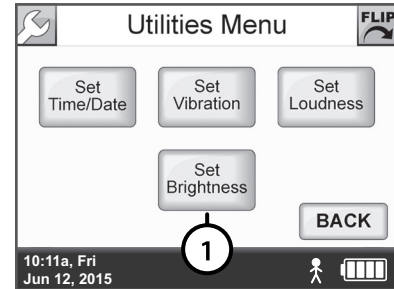 Utilities Menu
FLIP
Set
Time/Date
Set
Vibration
Set
Loudness
Set
Brightness
BACK
1
10:11a, Fri
Jun 12, 2015